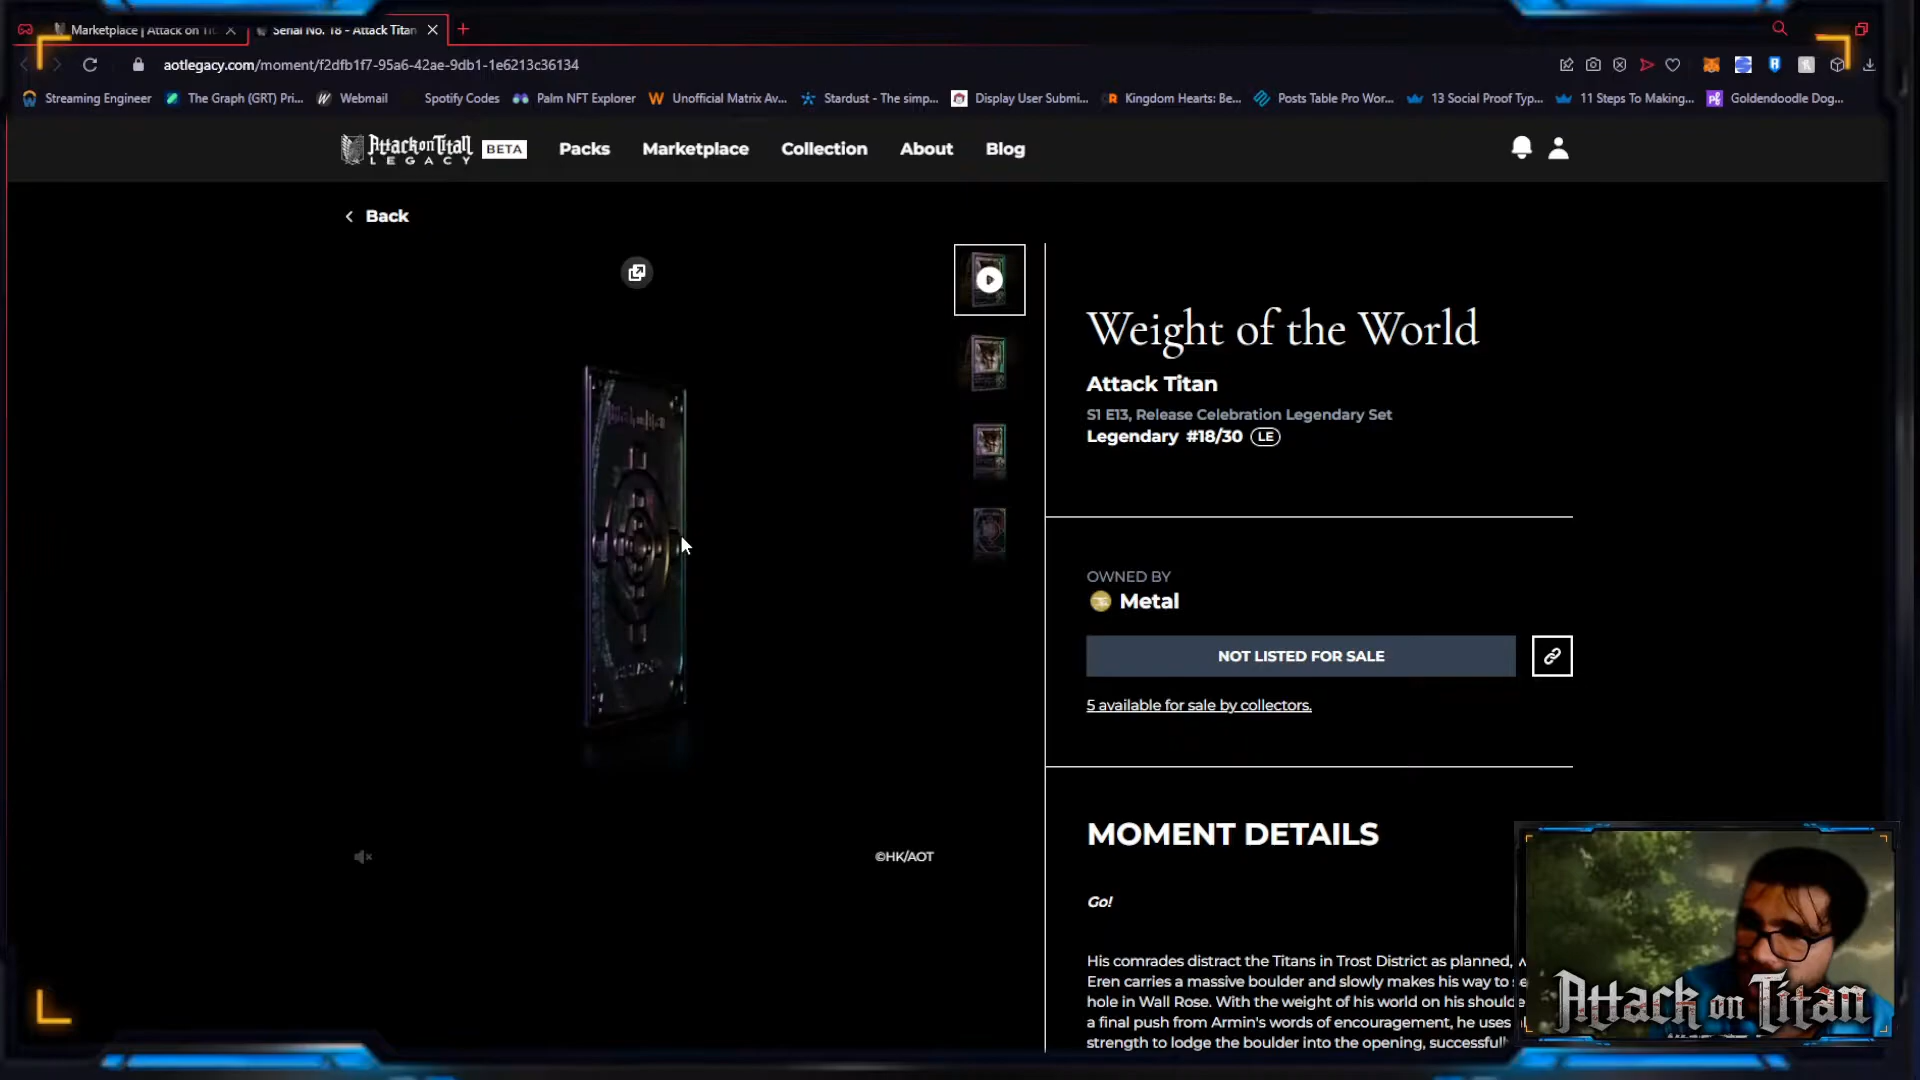 Marketplace | Attack on Tit
Serial No. 18 - Attack Titan
aotlegacy.com/moment/f2dfb1f7-95a6-42ae-9db1-1e6213c36134
Streaming Engineer
The Graph (GRT) Pri...
Webmail
Spotify Codes
Palm NFT Explorer
Unofficial Matrix Av...
Stardust - The simp...
Display User Submi...
Kingdom Hearts: Be...
Posts Table Pro Wor...
13 Social Proof Typ...
11 Steps To Making...
Goldendoodle Dog...
Attack on Titan
LEGACY
BETA
Packs
Marketplace
Collection
About
Blog
Back
Weight of the World
Attack Titan
S1 E13, Release Celebration Legendary Set
Legendary #18/30 LE
OWNED BY
Metal
NOT LISTED FOR SALE
5 available for sale by collectors.
©HK/AOT
MOMENT DETAILS
Go!
His comrades distract the Titans in Trost District as planned,
Eren carries a massive boulder and slowly makes his way to
hole in Wall Rose. With the weight of his world on his shoulde
a final push from Armin's words of encouragement, he uses
strength to lodge the boulder into the opening, successfull
Attack on Titan